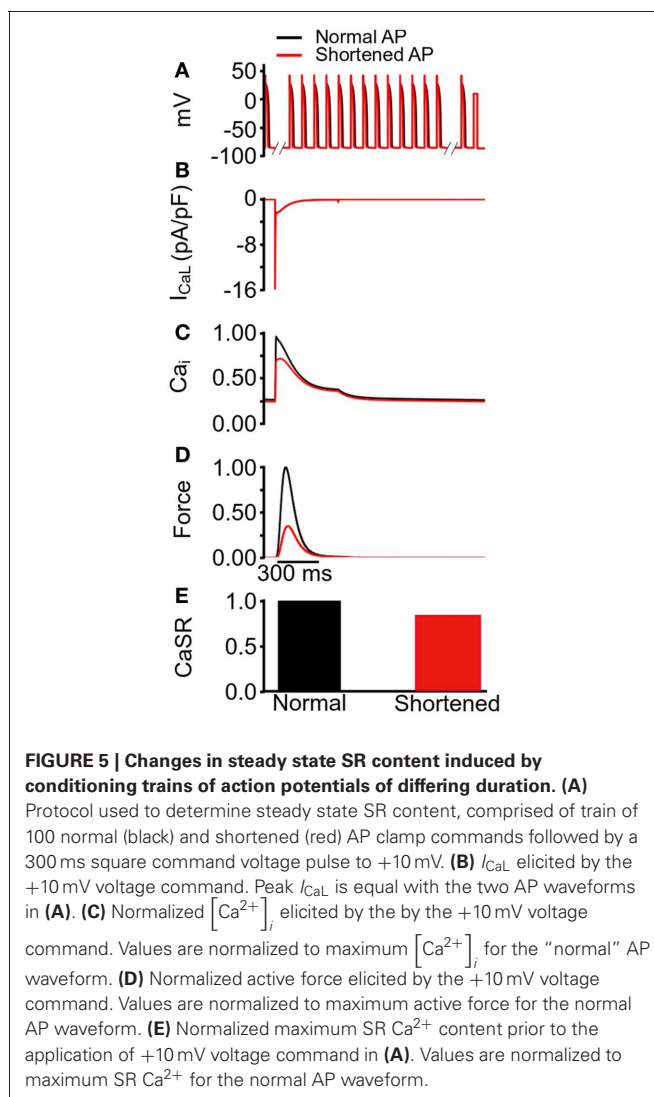 Normal AP
Shortened AP
A
50
0
-50
-100
mV
B
0
-8
-16
I_CaL (pA/pF)
C
1.00
0.50
0.00
Ca_i
D
1.00
0.50
0.00
Force
300 ms
E
1.0
0.5
0.0
CaSR
Normal
Shortened
FIGURE 5 | Changes in steady state SR content induced by
conditioning trains of action potentials of differing duration. (A)
Protocol used to determine steady state SR content, comprised of train of
100 normal (black) and shortened (red) AP clamp commands followed by a
300 ms square command voltage pulse to +10 mV. (B) I_CaL elicited by the
+10 mV voltage command. Peak I_CaL is equal with the two AP waveforms
in (A). (C) Normalized [Ca²⁺]_i elicited by the by the +10 mV voltage
command. Values are normalized to maximum [Ca²⁺]_i for the “normal” AP
waveform. (D) Normalized active force elicited by the +10 mV voltage
command. Values are normalized to maximum active force for the normal
AP waveform. (E) Normalized maximum SR Ca²⁺ content prior to the
application of +10 mV voltage command in (A). Values are normalized to
maximum SR Ca²⁺ for the normal AP waveform.